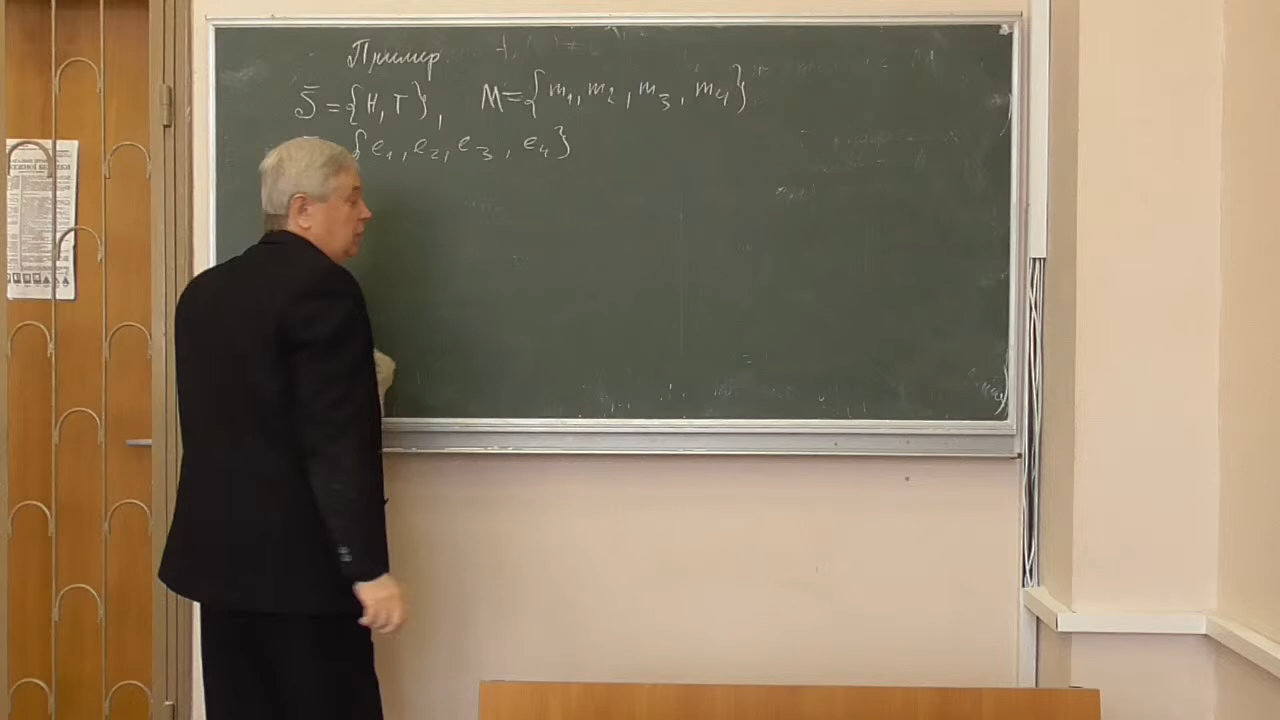 Пример
S = {H, T}, M = {m1, m2, m3, m4}
{e1, e2, e3, e4}